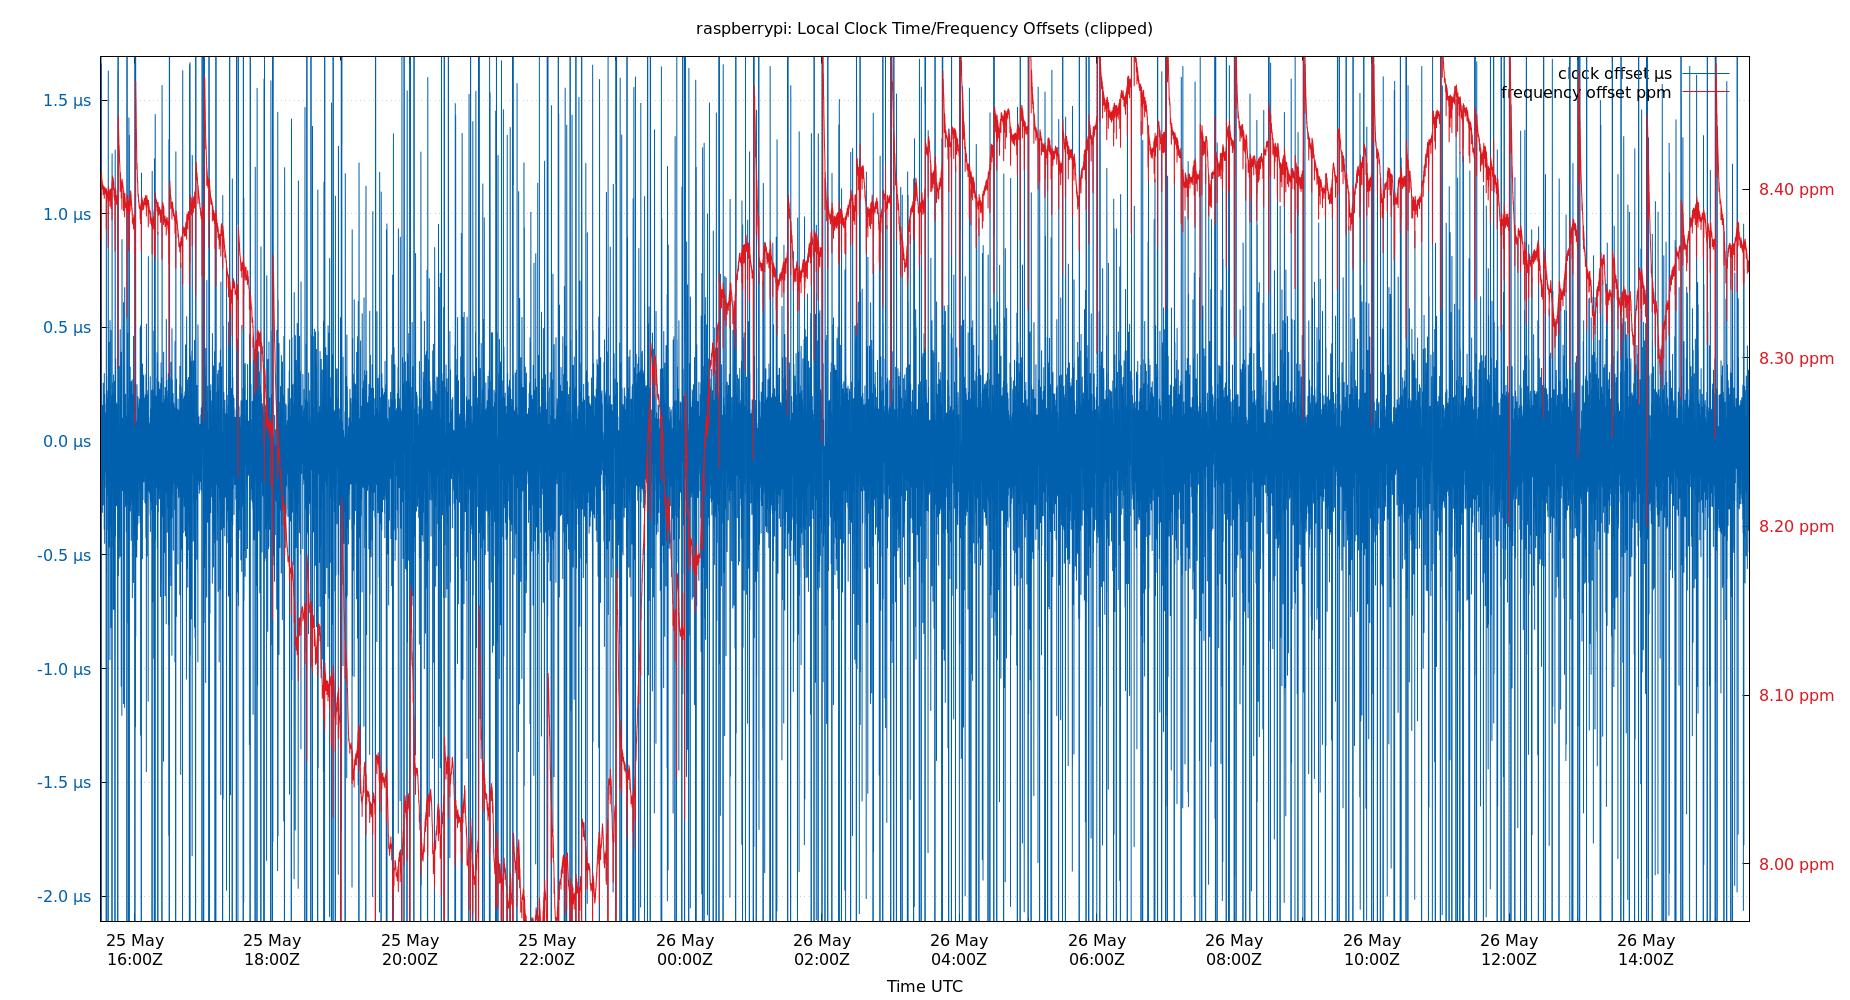 raspberrypi: Local Clock Time/Frequency Offsets (clipped)
clock offset µs
frequency offset ppm
1.5 µs
1.0 µs
0.5 µs
0.0 µs
-0.5 µs
-1.0 µs
-1.5 µs
-2.0 µs
8.40 ppm
8.30 ppm
8.20 ppm
8.10 ppm
8.00 ppm
25 May 25 May 25 May 25 May 26 May 26 May 26 May 26 May 26 May 26 May 26 May 26 May
16:00Z 18:00Z 20:00Z 22:00Z 00:00Z 02:00Z 04:00Z 06:00Z 08:00Z 10:00Z 12:00Z 14:00Z
Time UTC